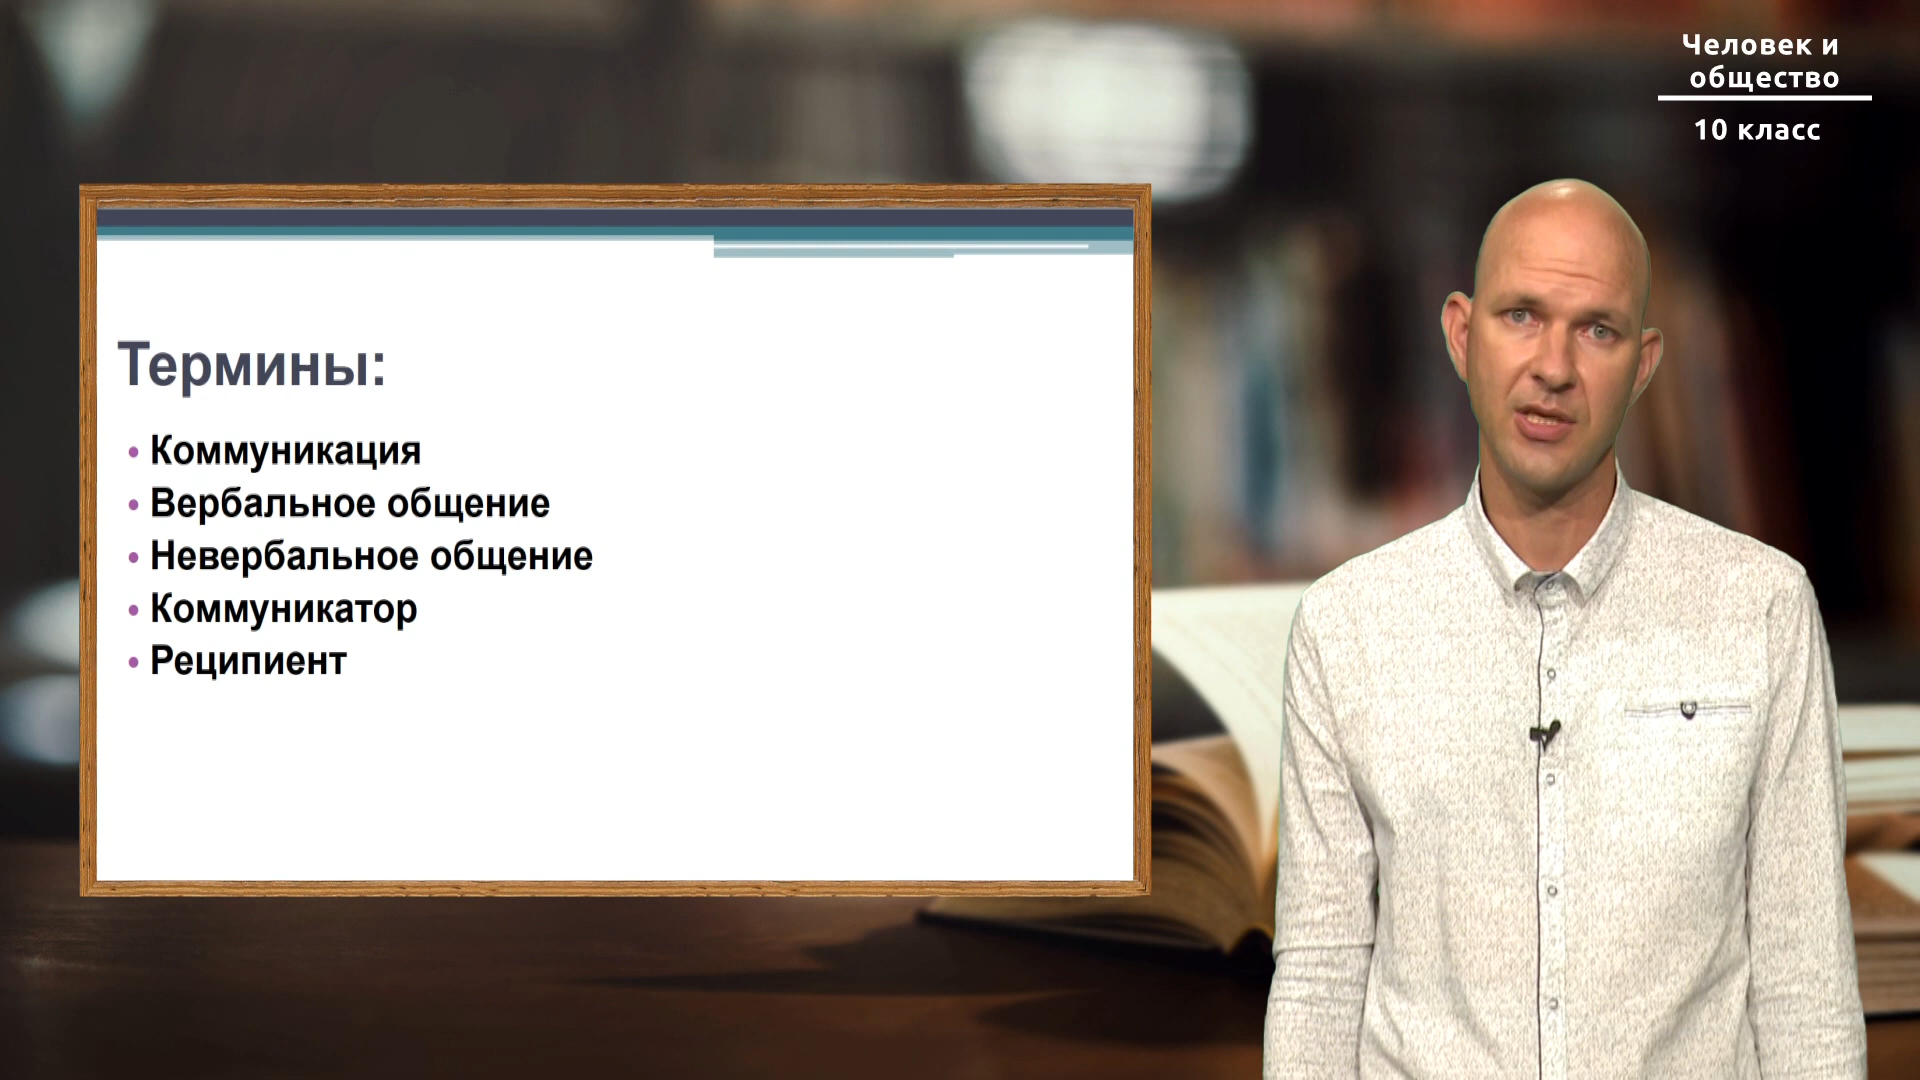 Человек и
общество
10 класс
Термины:
• Коммуникация
• Вербальное общение
• Невербальное общение
• Коммуникатор
• Реципиент